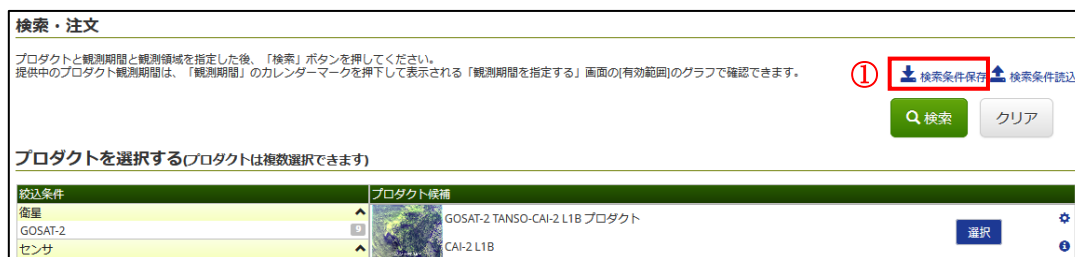 検索・注文
プロダクトと観測期間と観測領域を指定した後、「検索」ボタンを押してください。
提供中のプロダクト観測期間は、「観測期間」のカレンダーマークを押下して表示される「観測期間を指定する」画面の[有効範囲]のグラフで確認できます。
① 検索条件保存 検索条件読込
検索 クリア
プロダクトを選択する(プロダクトは複数選択できます)
絞込条件 プロダクト候補
衛星
GOSAT-2 9
センサ
GOSAT-2 TANSO-CAI-2 L1B プロダクト
選択
CAI-2 L1B